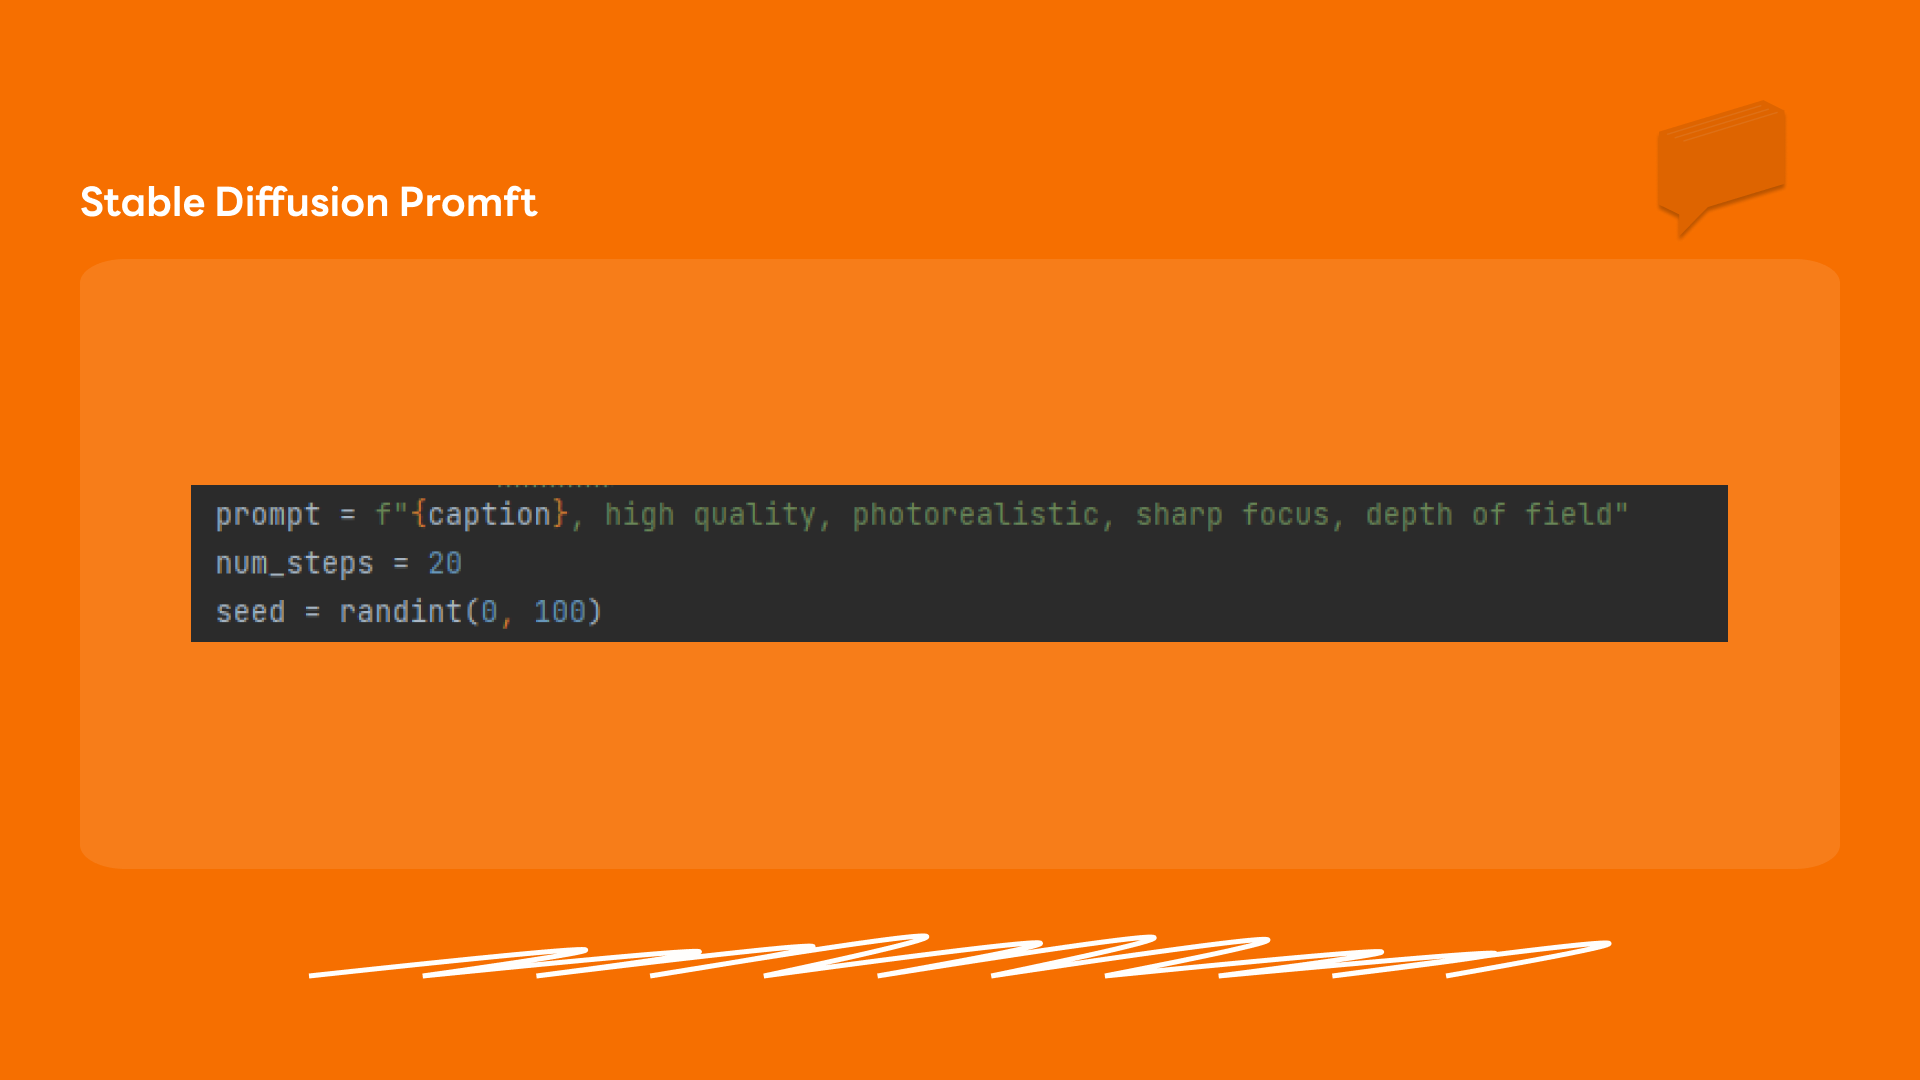 Stable Diffusion Promft
prompt = f"{caption}, high quality, photorealistic, sharp focus, depth of field"
num_steps = 20
seed = randint(0, 100)